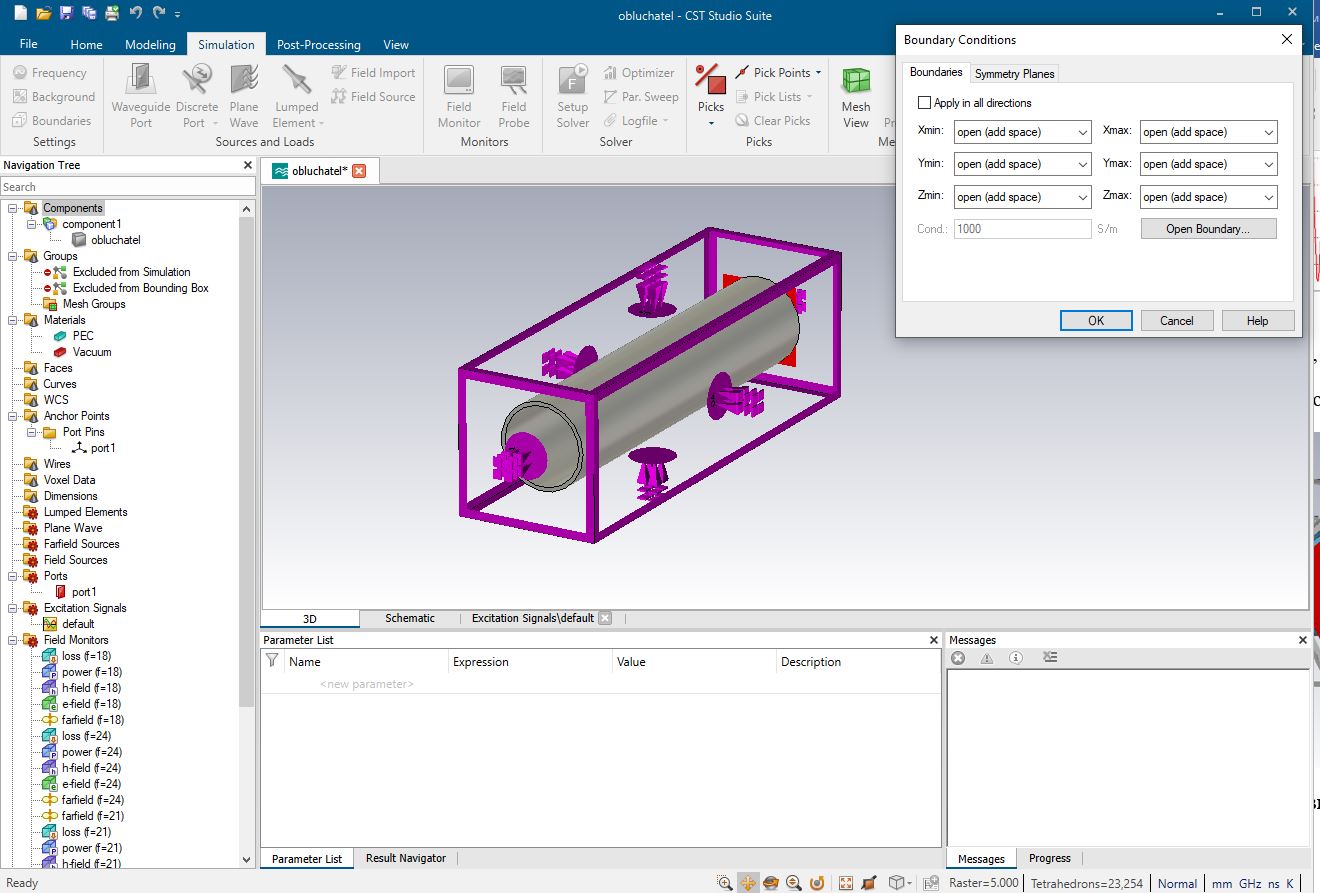 obluchatel - CST Studio Suite
File Home Modeling Simulation Post-Processing View
Frequency
Background
Boundaries
Settings
Waveguide Port
Discrete Port
Plane Wave
Lumped Element
Field Import
Field Source
Sources and Loads
Field Monitor
Field Probe
Monitors
Setup Solver
Optimizer
Par. Sweep
Logfile
Solver
Picks
Pick Points
Pick Lists
Clear Picks
Picks
Mesh View
Boundary Conditions
Boundaries Symmetry Planes
Apply in all directions
Xmin: open (add space) Xmax: open (add space)
Ymin: open (add space) Ymax: open (add space)
Zmin: open (add space) Zmax: open (add space)
Cond.: 1000 S/m Open Boundary...
OK Cancel Help
Navigation Tree
Search
Components
component1
obluchatel
Groups
Excluded from Simulation
Excluded from Bounding Box
Mesh Groups
Materials
PEC
Vacuum
Faces
Curves
WCS
Anchor Points
Port Pins
port1
Wires
Voxel Data
Dimensions
Lumped Elements
Plane Wave
Farfield Sources
Field Sources
Ports
port1
Excitation Signals
default
Field Monitors
loss (f=18)
power (f=18)
h-field (f=18)
e-field (f=18)
farfield (f=18)
loss (f=24)
power (f=24)
h-field (f=24)
e-field (f=24)
farfield (f=24)
farfield (f=21)
loss (f=21)
power (f=21)
h-field (f=21)
obluchatel*
3D Schematic Excitation Signals\default
Parameter List
Name Expression Value Description
<new parameter>
Parameter List Result Navigator
Messages
Messages Progress
Ready
Raster=5.000 Tetrahedrons=23,254 Normal mm GHz ns K